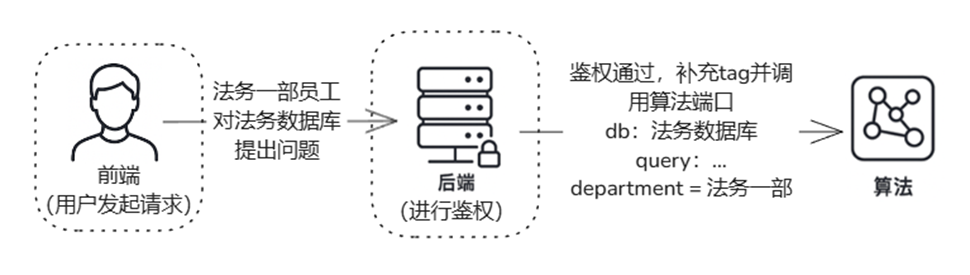 法务一部员工
对法务数据库
提出问题
前端
（用户发起请求）
后端
（进行鉴权）
鉴权通过，补充tag并调
用算法端口
db：法务数据库
query：...
department = 法务一部
算法